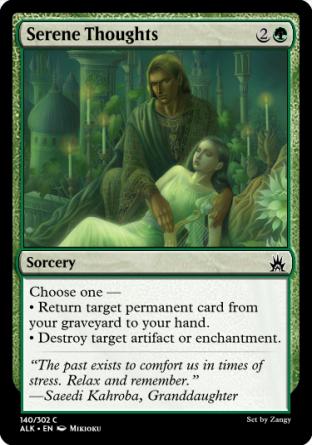 Serene Thoughts 2
Sorcery
Choose one —
• Return target permanent card from
your graveyard to your hand.
• Destroy target artifact or enchantment.
“The past exists to comfort us in times of
stress. Relax and remember.”
—Saeedi Kahroba, Granddaughter
140/302 C
Set by Zangy
ALK • EN Mikioku